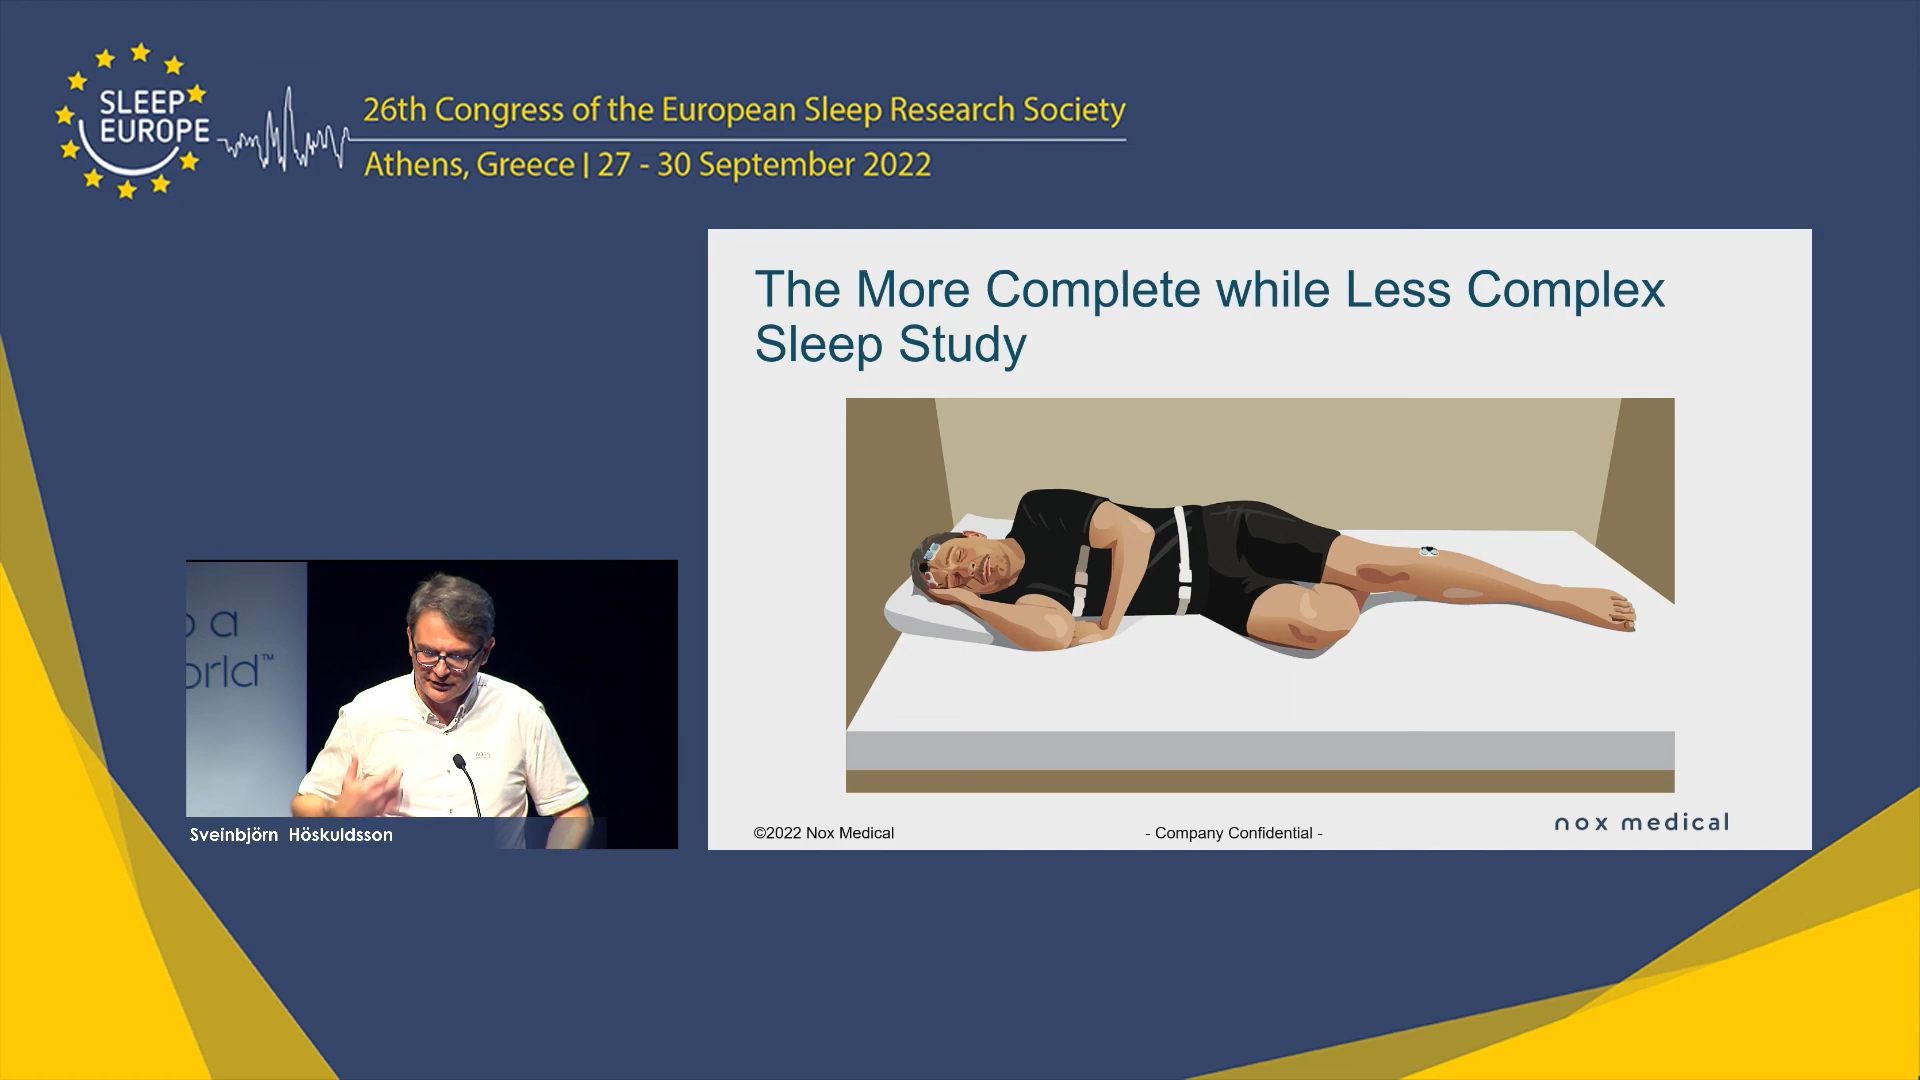 SLEEP
EUROPE
26th Congress of the European Sleep Research Society
Athens, Greece | 27 - 30 September 2022
The More Complete while Less Complex
Sleep Study
a
™
Sveinbjörn Höskuldsson
©2022 Nox Medical
- Company Confidential -
nox medical